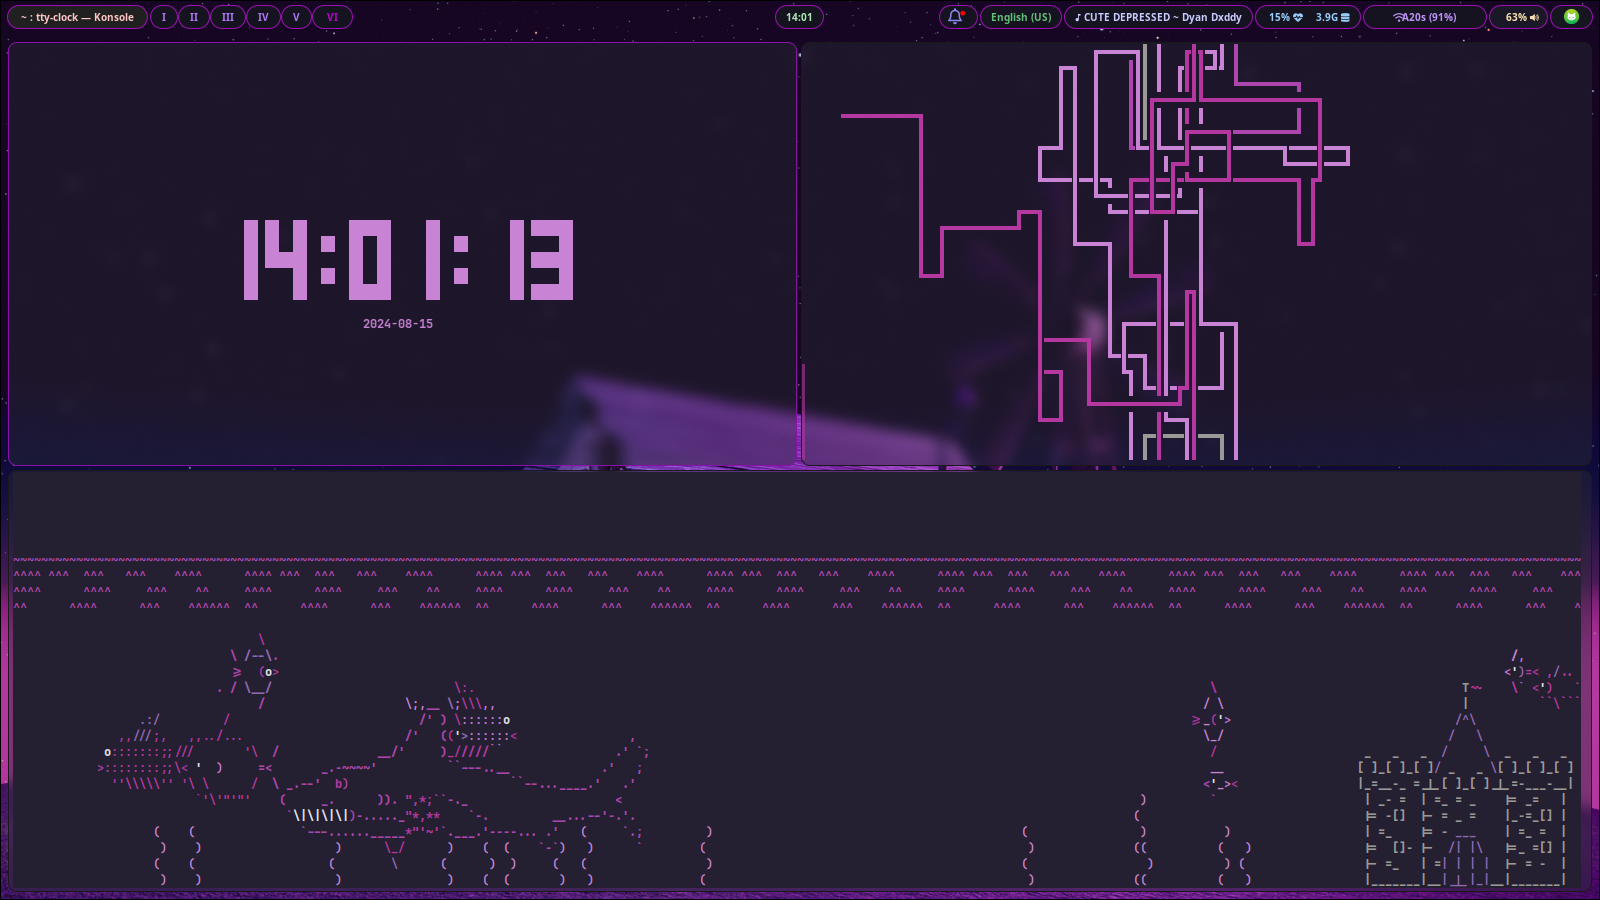 ~ : tty-clock — Konsole
I
II
III
IV
V
VI
14:01
English (US)
♪ CUTE DEPRESSED ~ Dyan Dxddy
15%
3.9G
A20s (91%)
63%
14:01:13
2024-08-15